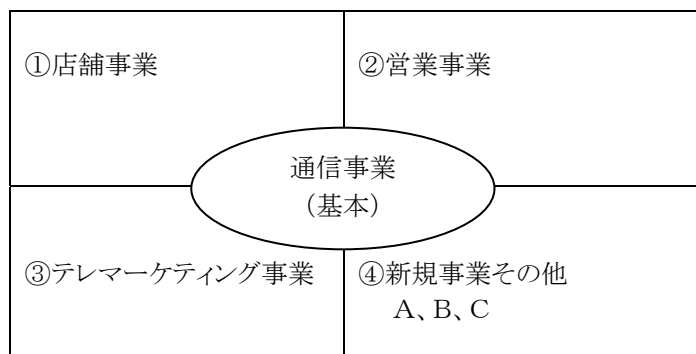 ①店舗事業
②営業事業
通信事業
（基本）
③テレマーケティング事業
④新規事業その他
A、B、C